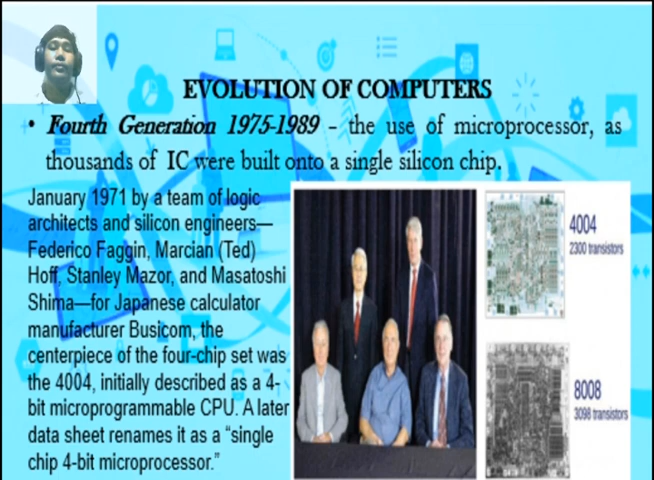 EVOLUTION OF COMPUTERS
• Fourth Generation 1975-1989 – the use of microprocessor, as
thousands of IC were built onto a single silicon chip.
January 1971 by a team of logic
architects and silicon engineers—
Federico Faggin, Marcian (Ted)
Hoff, Stanley Mazor, and Masatoshi
Shima—for Japanese calculator
manufacturer Busicom, the
centerpiece of the four-chip set was
the 4004, initially described as a 4-
bit microprogrammable CPU. A later
data sheet renames it as a “single
chip 4-bit microprocessor.”
4004
2300 transistors
8008
3098 transistors